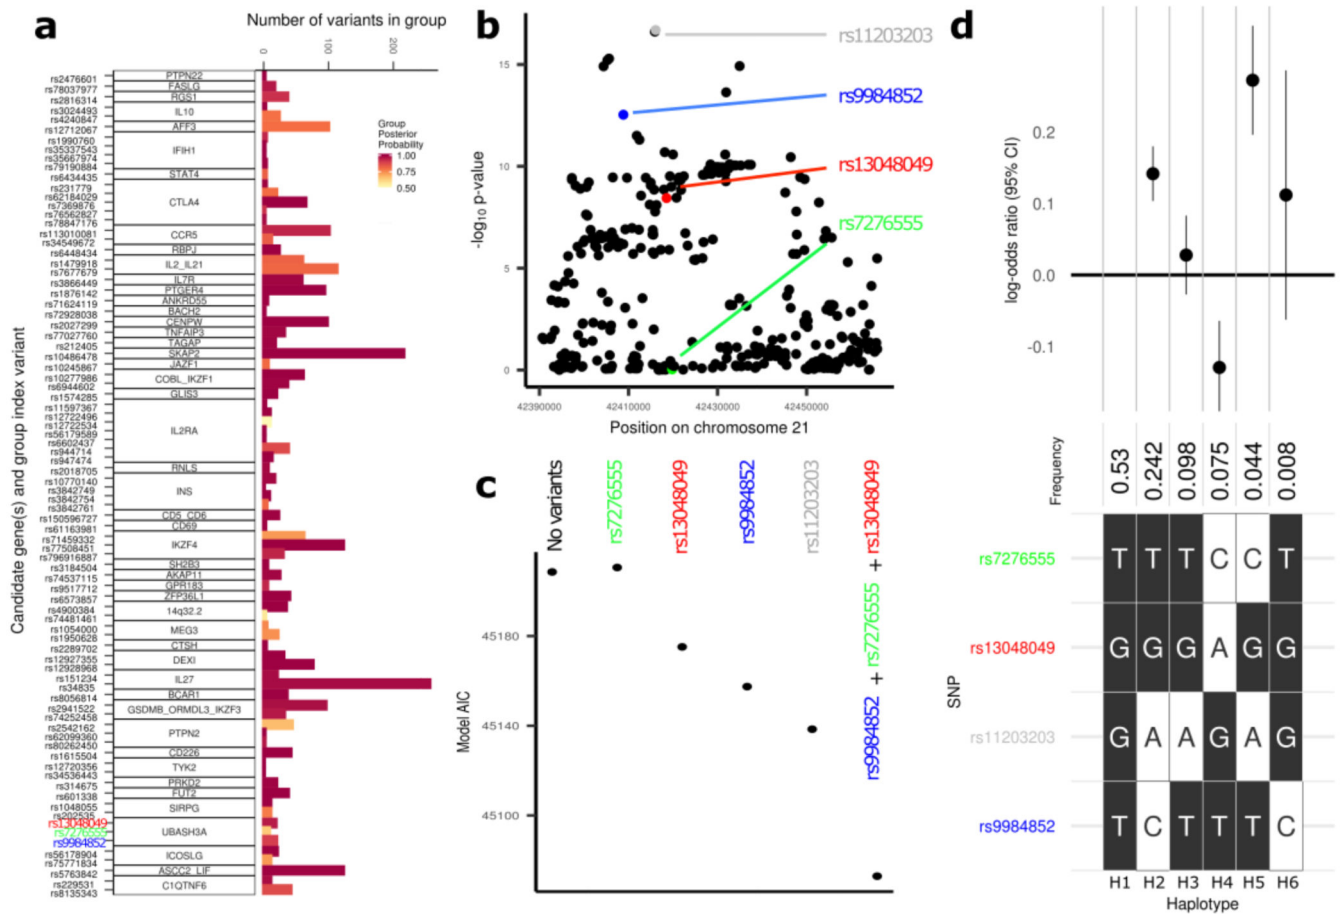 a
Number of variants in group
0
100
200
Candidate gene(s) and group index variant
rs2476601
rs78037977
rs2816314
rs3024493
rs4240847
rs12712067
rs1990760
rs35337543
rs35667974
rs79190884
rs6434435
rs231779
rs62184029
rs7369876
rs76562827
rs78847176
rs113010081
rs34549672
rs6448434
rs1479918
rs7677679
rs3866449
rs1876142
rs71624119
rs72928038
rs2027299
rs77027760
rs212405
rs10486478
rs10245867
rs10277986
rs6944602
rs1574285
rs11597367
rs12722496
rs12722534
rs56179589
rs6602437
rs944714
rs947474
rs2018705
rs10770140
rs3842749
rs3842754
rs3842761
rs150596727
rs61163981
rs71459332
rs77508451
rs796916887
rs3184504
rs74537115
rs9517712
rs6573857
rs4900384
rs74481461
rs1054000
rs1950628
rs2289702
rs12927355
rs12928968
rs151234
rs34835
rs8056814
rs2941522
rs74252458
rs2542162
rs62099360
rs80262450
rs1615504
rs12720356
rs34536443
rs314675
rs601338
rs1048055
rs202535
rs13048049
rs7276555
rs9984852
rs56178904
rs75771834
rs5763842
rs229531
rs8135343
PTPN22
FASLG
RGS1
IL10
AFF3
IFIH1
STAT4
CTLA4
CCR5
RBPJ
IL2_IL21
IL7R
PTGER4
ANKRD55
BACH2
CENPW
TNFAIP3
TAGAP
SKAP2
JAZF1
COBL_IKZF1
GLIS3
IL2RA
RNLS
INS
CD5_CD6
CD69
IKZF4
SH2B3
AKAP11
GPR183
ZFP36L1
14q32.2
MEG3
CTSH
DEXI
IL27
BCAR1
GSDMB_ORMDL3_IKZF3
PTPN2
CD226
TYK2
PRKD2
FUT2
SIRPG
UBASH3A
ICOSLG
ASCC2_LIF
C1QTNF6
Group
Posterior
Probability
1.00
0.75
0.50
b
-log10 p-value
15
10
5
0
rs11203203
rs9984852
rs13048049
rs7276555
42390000
42410000
42430000
42450000
Position on chromosome 21
c
No variants
rs7276555
rs13048049
rs9984852
rs11203203
rs9984852 + rs7276555 + rs13048049
Model AIC
45180
45140
45100
d
log-odds ratio (95% CI)
0.2
0.1
0.0
-0.1
Frequency
0.53
0.242
0.098
0.075
0.044
0.008
SNP
rs7276555
T T T C C T
rs13048049
G G G A G G
rs11203203
G A A G A G
rs9984852
T C T T T C
H1 H2 H3 H4 H5 H6
Haplotype